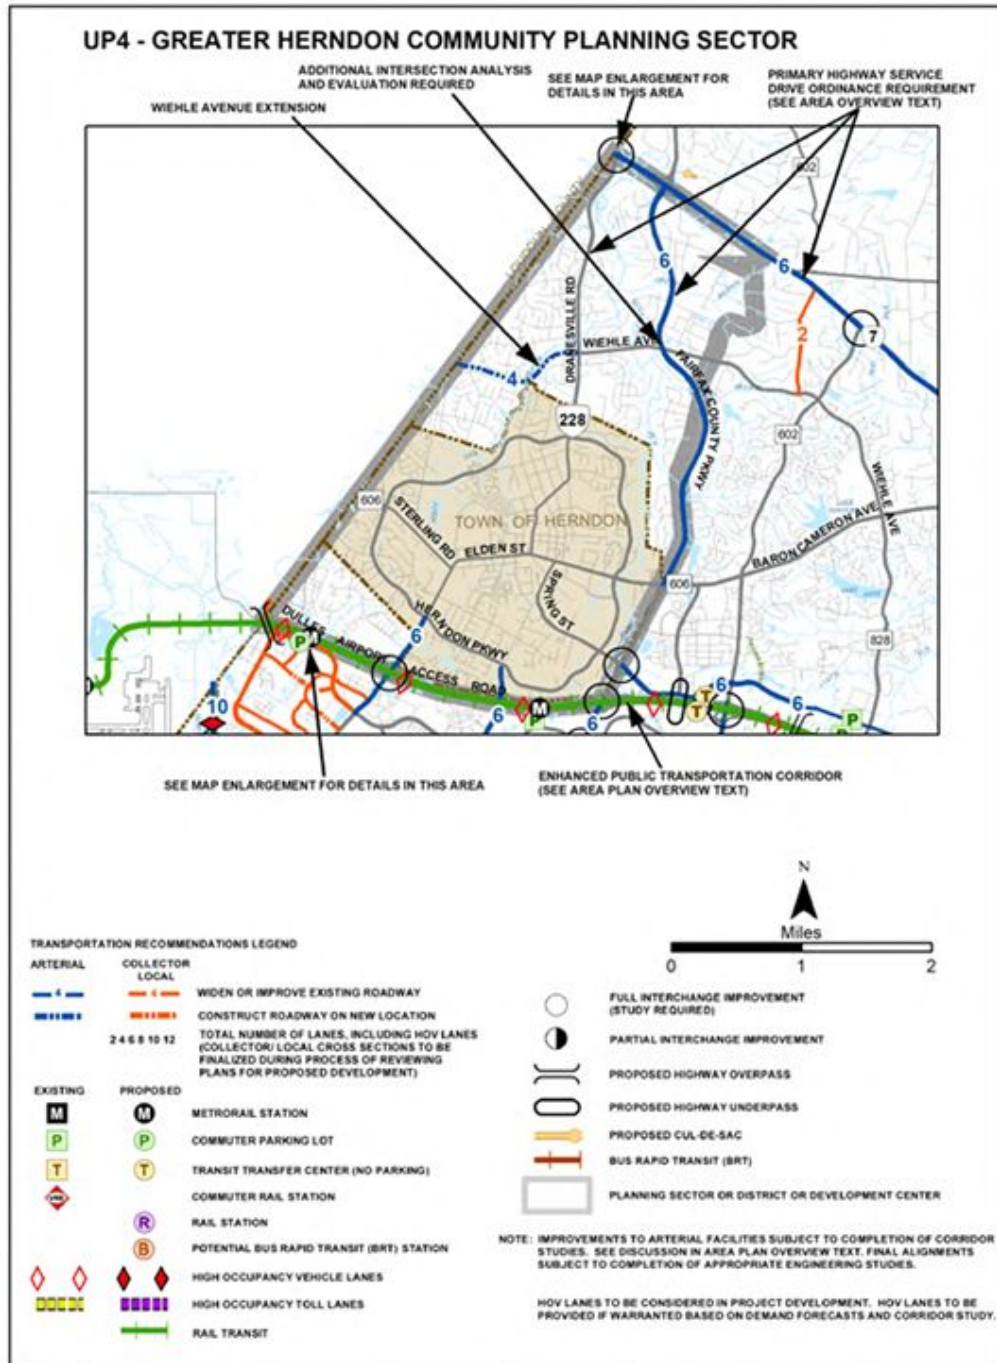 UP4 - GREATER HERNDON COMMUNITY PLANNING SECTOR
ADDITIONAL INTERSECTION ANALYSIS
AND EVALUATION REQUIRED
SEE MAP ENLARGEMENT FOR
DETAILS IN THIS AREA
PRIMARY HIGHWAY SERVICE
DRIVE ORDINANCE REQUIREMENT
(SEE AREA OVERVIEW TEXT)
WIEHLE AVENUE EXTENSION
602
LOUDOUN COUNTY
6
6
DRANESVILLE RD
2
7
WIEHLE AVE
4
FAIRFAX COUNTY PKWY
228
602
WIEHLE AVE
606
STERLING RD
TOWN OF HERNDON
ELDEN ST
BARON CAMERON AVE
SPRING ST
606
HERNDON PKWY
828
DULLES AIRPORT ACCESS ROAD
6
P
10
6
M
P
6
T
T
6
6
P
SEE MAP ENLARGEMENT FOR DETAILS IN THIS AREA
ENHANCED PUBLIC TRANSPORTATION CORRIDOR
(SEE AREA PLAN OVERVIEW TEXT)
N
Miles
0 1 2
TRANSPORTATION RECOMMENDATIONS LEGEND
ARTERIAL
COLLECTOR
LOCAL
4 4 WIDEN OR IMPROVE EXISTING ROADWAY
CONSTRUCT ROADWAY ON NEW LOCATION
2 4 6 8 10 12 TOTAL NUMBER OF LANES, INCLUDING HOV LANES
(COLLECTOR/ LOCAL CROSS SECTIONS TO BE
FINALIZED DURING PROCESS OF REVIEWING
PLANS FOR PROPOSED DEVELOPMENT)
EXISTING PROPOSED
M M METRORAIL STATION
P P COMMUTER PARKING LOT
T T TRANSIT TRANSFER CENTER (NO PARKING)
VRE COMMUTER RAIL STATION
R RAIL STATION
B POTENTIAL BUS RAPID TRANSIT (BRT) STATION
HIGH OCCUPANCY VEHICLE LANES
HIGH OCCUPANCY TOLL LANES
RAIL TRANSIT
FULL INTERCHANGE IMPROVEMENT
(STUDY REQUIRED)
PARTIAL INTERCHANGE IMPROVEMENT
PROPOSED HIGHWAY OVERPASS
PROPOSED HIGHWAY UNDERPASS
PROPOSED CUL-DE-SAC
BUS RAPID TRANSIT (BRT)
PLANNING SECTOR OR DISTRICT OR DEVELOPMENT CENTER
NOTE: IMPROVEMENTS TO ARTERIAL FACILITIES SUBJECT TO COMPLETION OF CORRIDOR
STUDIES. SEE DISCUSSION IN AREA PLAN OVERVIEW TEXT. FINAL ALIGNMENTS
SUBJECT TO COMPLETION OF APPROPRIATE ENGINEERING STUDIES.
HOV LANES TO BE CONSIDERED IN PROJECT DEVELOPMENT. HOV LANES TO BE
PROVIDED IF WARRANTED BASED ON DEMAND FORECASTS AND CORRIDOR STUDY.